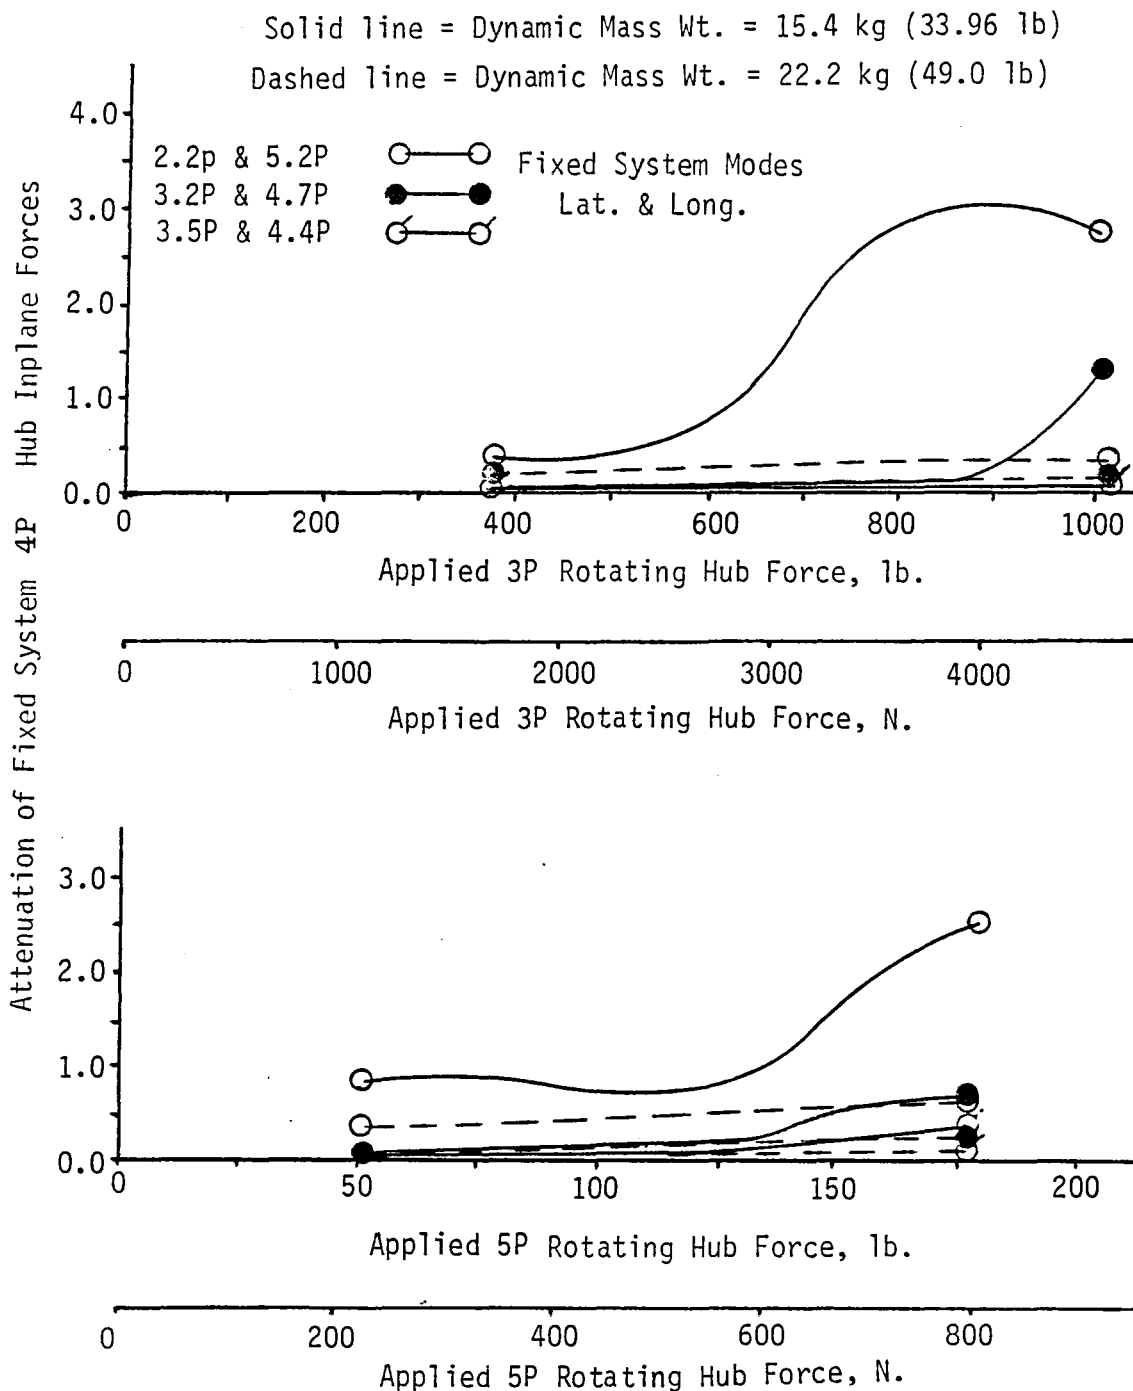 Solid line = Dynamic Mass Wt. = 15.4 kg (33.96 lb)
Dashed line = Dynamic Mass Wt. = 22.2 kg (49.0 lb)
Attenuation of Fixed System 4P Hub Inplane Forces
4.0
3.0
2.0
1.0
0.0
2.2p & 5.2P
3.2P & 4.7P
3.5P & 4.4P
Fixed System Modes
Lat. & Long.
0 200 400 600 800 1000
Applied 3P Rotating Hub Force, lb.
0 1000 2000 3000 4000
Applied 3P Rotating Hub Force, N.
3.0
2.0
1.0
0.0
0 50 100 150 200
Applied 5P Rotating Hub Force, lb.
0 200 400 600 800
Applied 5P Rotating Hub Force, N.